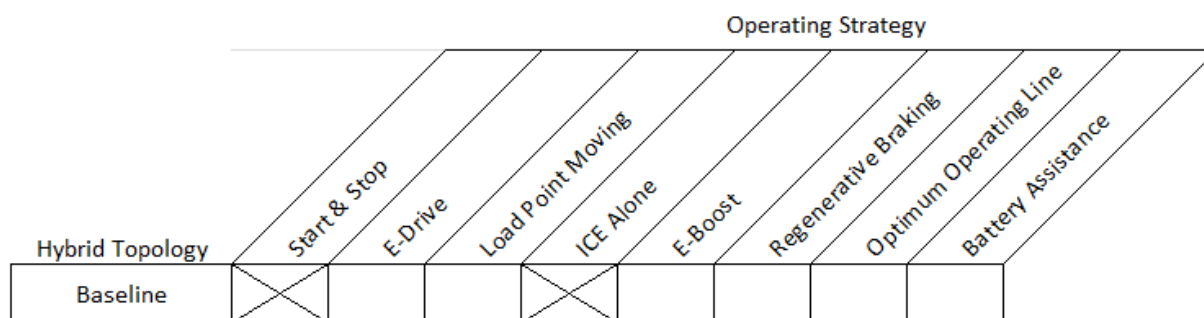 Operating Strategy
Start & Stop
E-Drive
Load Point Moving
ICE Alone
E-Boost
Regenerative Braking
Optimum Operating Line
Battery Assistance
Hybrid Topology
Baseline